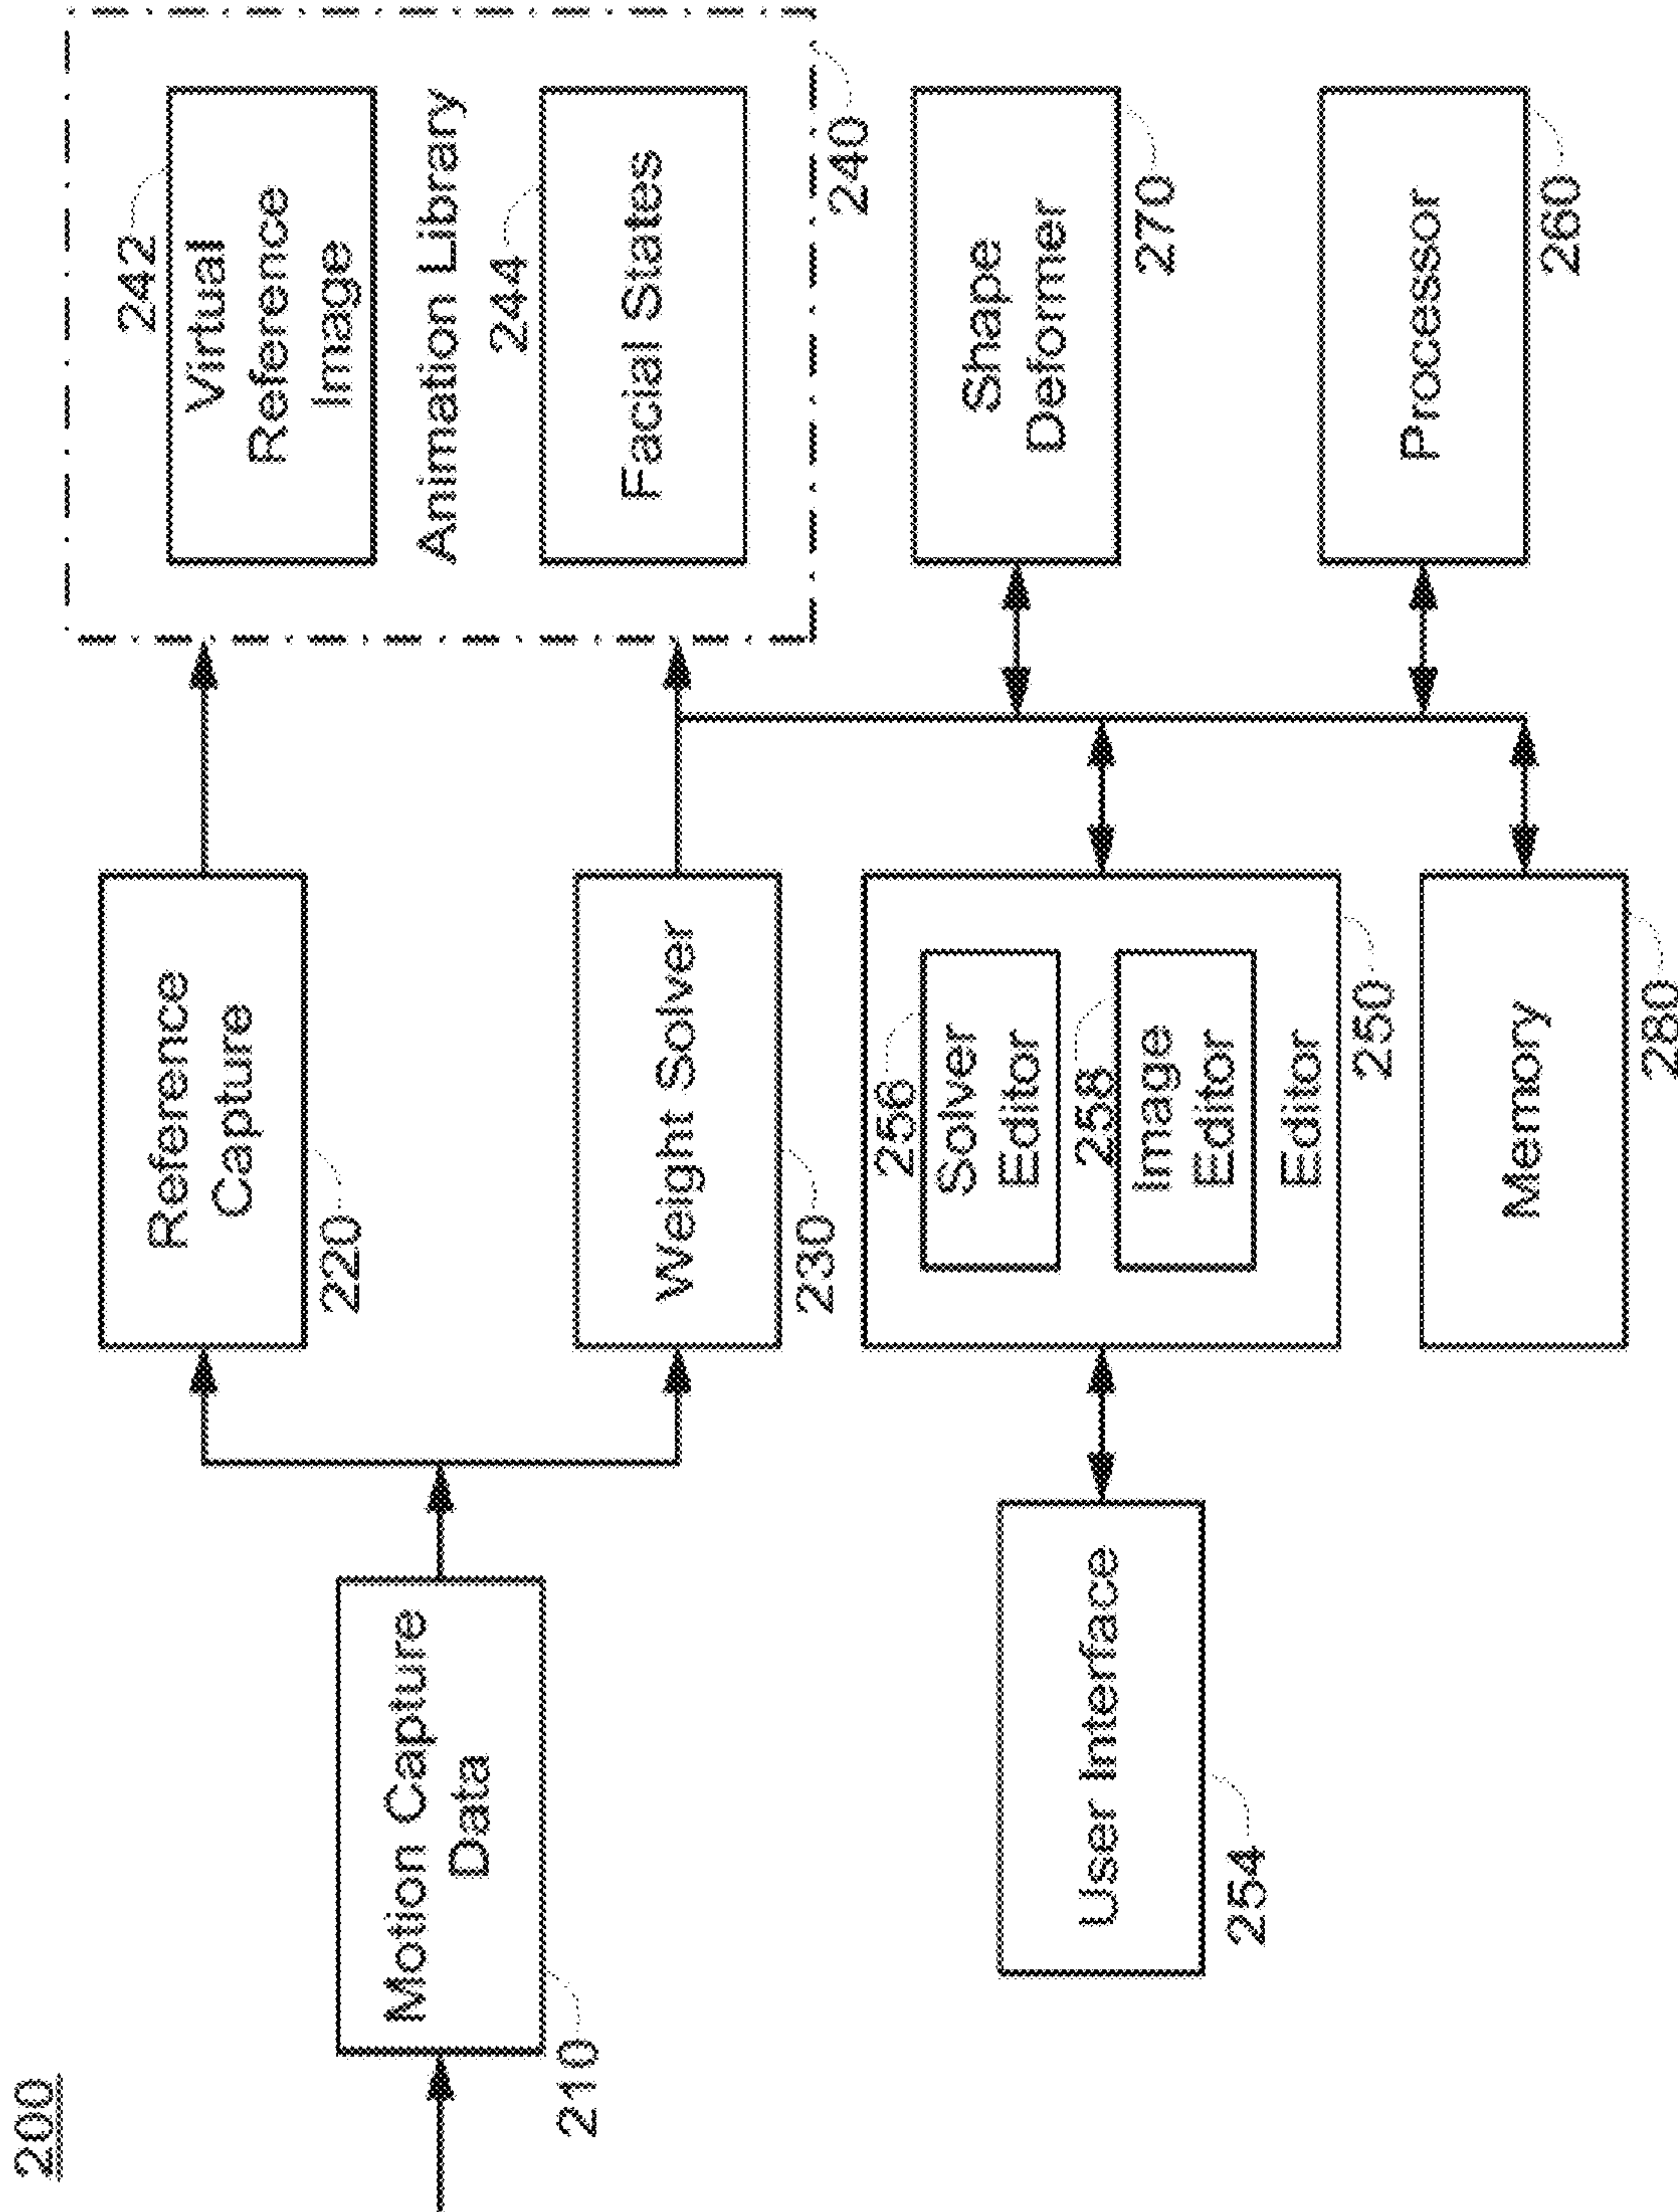 200
Motion Capture
Data
210
Reference
Capture
220
Weight Solver
230
242
Virtual
Reference
Image
Animation Library
244
Facial States
240
User Interface
254
256
Solver
Editor
258
Image
Editor
Editor
250
Shape
Deformer
270
Memory
280
Processor
260